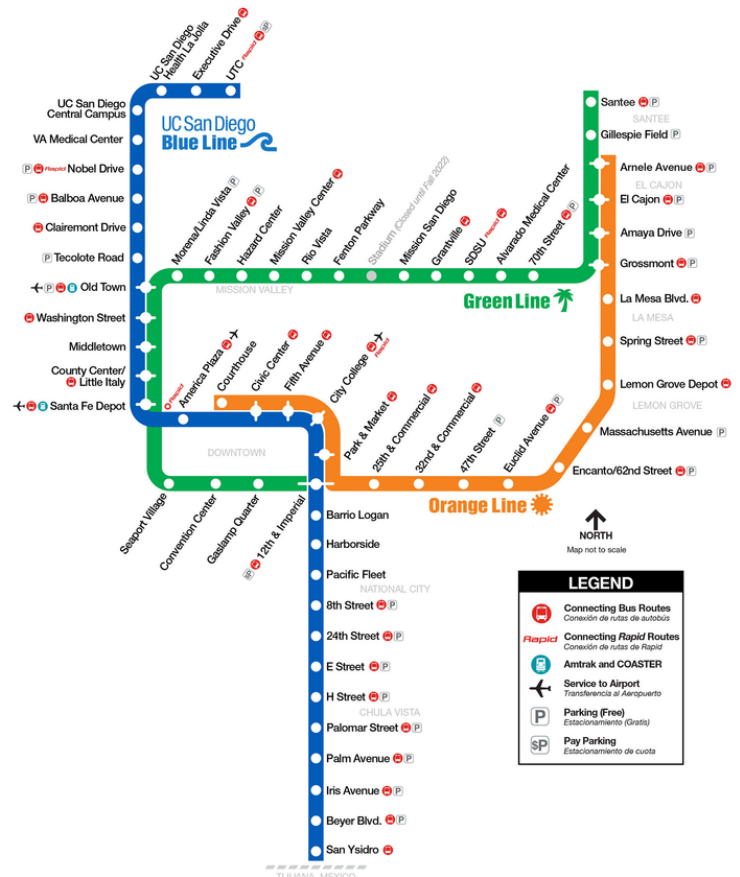 UC San Diego
Health La Jolla
Executive Drive
UTC Rapid $P
UC San Diego
Central Campus
VA Medical Center
P Rapid Nobel Drive
P Balboa Avenue
Clairemont Drive
P Tecolote Road
P Old Town
Washington Street
Middletown
County Center/
Little Italy
Santa Fe Depot
UC San Diego
Blue Line
Morena/Linda Vista P
Fashion Valley P
Hazard Center
Mission Valley Center
Rio Vista
Fenton Parkway
Stadium (Closed until Fall 2022)
Mission San Diego
Grantville
SDSU Rapid
Alvarado Medical Center
70th Street P
MISSION VALLEY
Green Line
Santee P
SANTEE
Gillespie Field P
Arnele Avenue P
EL CAJON
El Cajon P
Amaya Drive P
Grossmont P
La Mesa Blvd.
LA MESA
Spring Street P
Lemon Grove Depot
LEMON GROVE
Massachusetts Avenue P
Encanto/62nd Street P
Rapid
America Plaza
Courthouse
Civic Center
Fifth Avenue
City College
Rapid
Park & Market
25th & Commercial
32nd & Commercial
47th Street P
Euclid Avenue P
DOWNTOWN
Orange Line
Seaport Village
Convention Center
Gaslamp Quarter
$P 12th & Imperial
Barrio Logan
Harborside
Pacific Fleet
NATIONAL CITY
8th Street P
24th Street P
E Street P
H Street P
CHULA VISTA
Palomar Street P
Palm Avenue P
Iris Avenue P
Beyer Blvd. P
San Ysidro
TIJUANA, MEXICO
NORTH
Map not to scale
LEGEND
Connecting Bus Routes
Conexión de rutas de autobús
Rapid
Connecting Rapid Routes
Conexión de rutas de Rapid
Amtrak and COASTER
Service to Airport
Transferencia al Aeropuerto
P
Parking (Free)
Estacionamiento (Gratis)
$P
Pay Parking
Estacionamiento de cuota